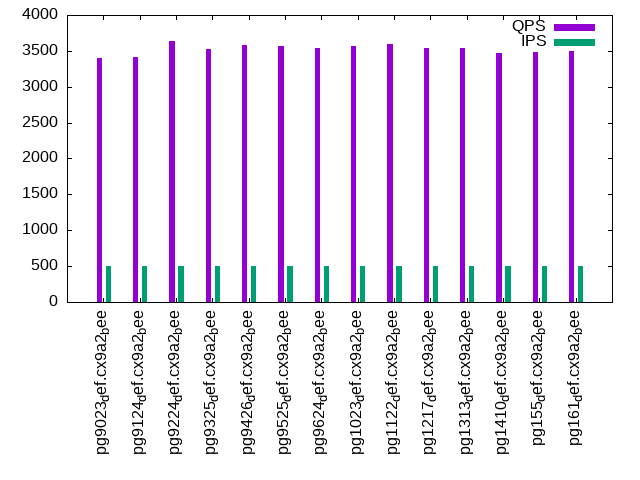 4000
3500
3000
2500
2000
1500
1000
500
0
QPS
IPS
pg9023def.cx9a2bee
pg9124def.cx9a2bee
pg9224def.cx9a2bee
pg9325def.cx9a2bee
pg9426def.cx9a2bee
pg9525def.cx9a2bee
pg9624def.cx9a2bee
pg1023def.cx9a2bee
pg1122def.cx9a2bee
pg1217def.cx9a2bee
pg1313def.cx9a2bee
pg1410def.cx9a2bee
pg155def.cx9a2bee
pg161def.cx9a2bee